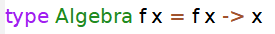 type Algebra f x = f x -> x